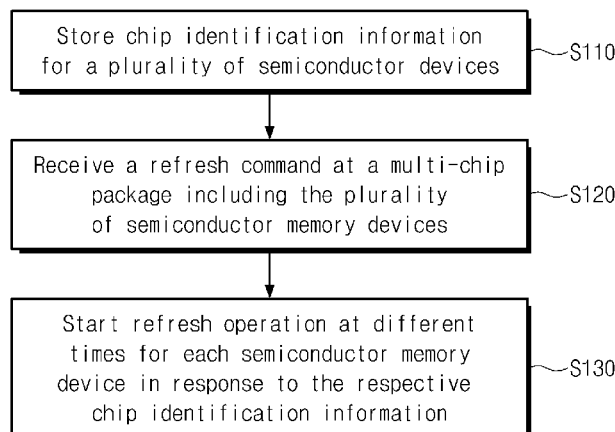 Store chip identification information
for a plurality of semiconductor devices
S110
Receive a refresh command at a multi-chip
package including the plurality
of semiconductor memory devices
S120
Start refresh operation at different
times for each semiconductor memory
device in response to the respective
chip identification information
S130